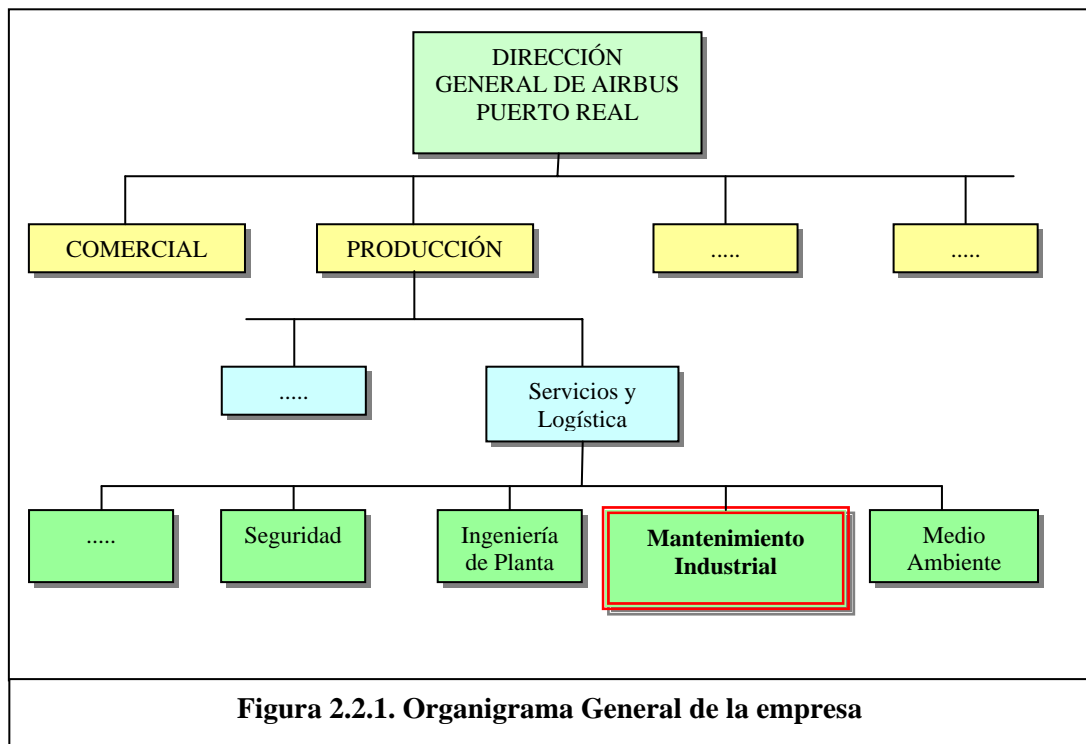 DIRECCIÓN
GENERAL DE AIRBUS
PUERTO REAL
COMERCIAL
PRODUCCIÓN
.....
.....
.....
Servicios y
Logística
.....
Seguridad
Ingeniería
de Planta
Mantenimiento
Industrial
Medio
Ambiente
Figura 2.2.1. Organigrama General de la empresa